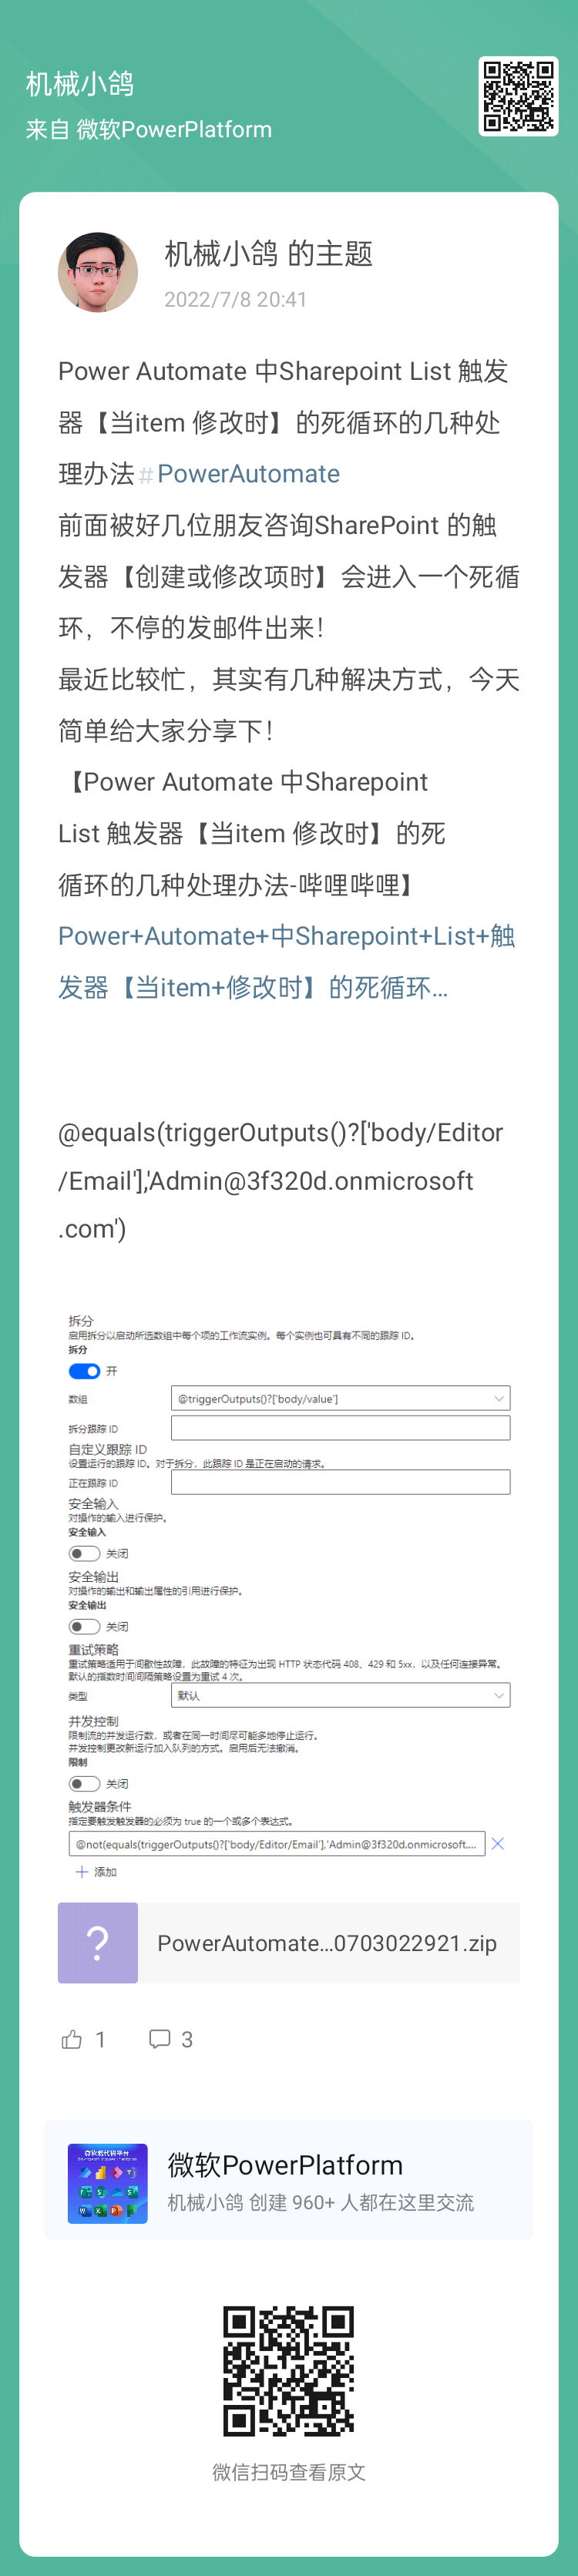 机械小鸽
来自 微软PowerPlatform
机械小鸽 的主题
2022/7/8 20:41
Power Automate 中Sharepoint List 触发
器【当item 修改时】的死循环的几种处
理办法#PowerAutomate
前面被好几位朋友咨询SharePoint 的触
发器【创建或修改项时】会进入一个死循
环，不停的发邮件出来！
最近比较忙，其实有几种解决方式，今天
简单给大家分享下！
【Power Automate 中Sharepoint
List 触发器【当item 修改时】的死
循环的几种处理办法-哔哩哔哩】
Power+Automate+中Sharepoint+List+触
发器【当item+修改时】的死循环...
@equals(triggerOutputs()?['body/Editor
/Email'],'Admin@3f320d.onmicrosoft
.com')
拆分
启用拆分以启动所选数组中每个项的工作流实例。每个实例也可具有不同的跟踪 ID。
拆分
开
数组 @triggerOutputs()?['body/value']
拆分跟踪 ID
自定义跟踪 ID
设置运行的跟踪 ID。对于拆分，此跟踪 ID 是正在启动的请求。
正在跟踪 ID
安全输入
对操作的输入进行保护。
安全输入
关闭
安全输出
对操作的输出和输出属性的引用进行保护。
安全输出
关闭
重试策略
重试策略适用于间歇性故障，此故障的特征为出现 HTTP 状态代码 408、429 和 5xx，以及任何连接异常。
默认的指数时间间隔策略设置为重试 4 次。
类型 默认
并发控制
限制流的并发运行数，或者在同一时间尽可能多地停止运行。
并发控制更改新运行加入队列的方式。启用后无法撤消。
限制
关闭
触发器条件
指定要触发触发器的必须为 true 的一个或多个表达式。
@not(equals(triggerOutputs()?['body/Editor/Email'],'Admin@3f320d.onmicrosoft....
添加
PowerAutomate...0703022921.zip
1 3
微软PowerPlatform
机械小鸽 创建 960+ 人都在这里交流
微信扫码查看原文